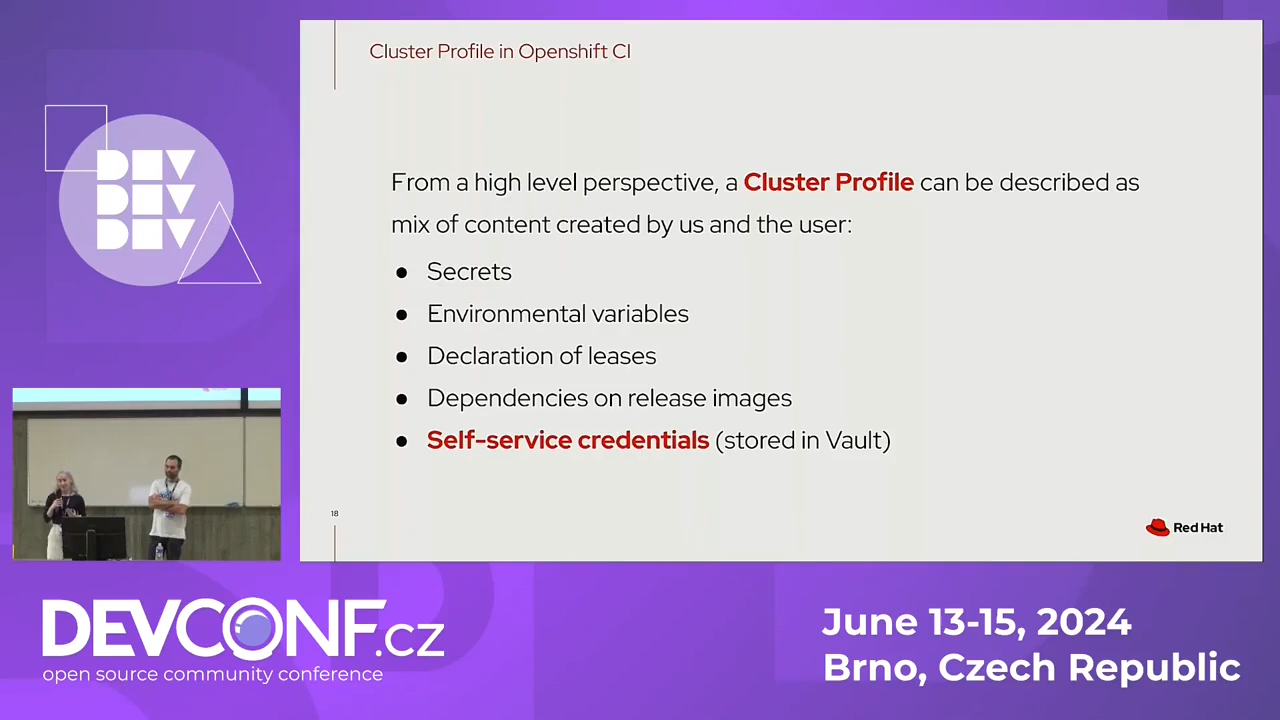 Cluster Profile in Openshift CI
DEV
DEV
DEV
From a high level perspective, a Cluster Profile can be described as
mix of content created by us and the user:
● Secrets
● Environmental variables
● Declaration of leases
● Dependencies on release images
● Self-service credentials (stored in Vault)
18
Red Hat
DEVCONF.cz
open source community conference
June 13-15, 2024
Brno, Czech Republic